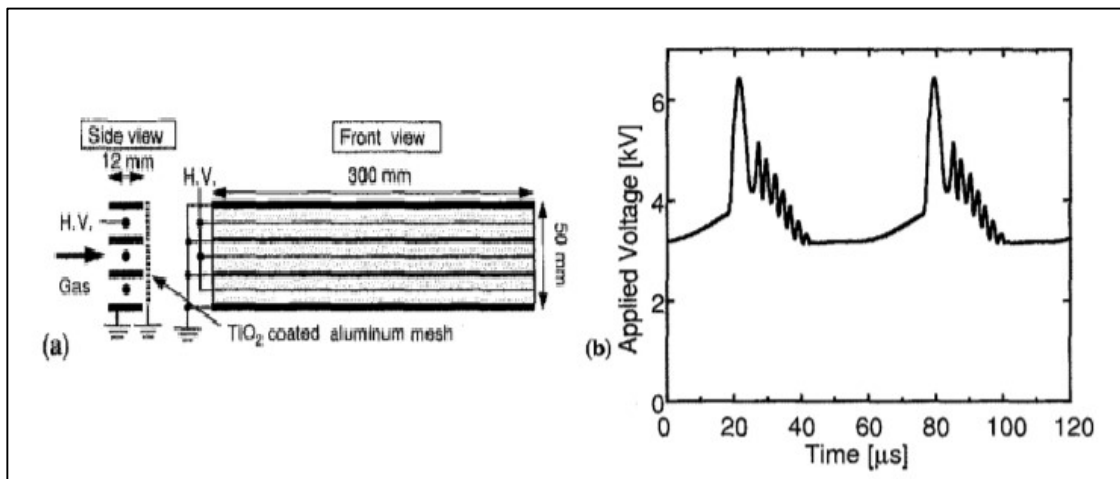 Side view
12 mm
H.V.
Gas
(a)
Front view
H.V.
300 mm
50 mm
TiO₂ coated aluminum mesh
(b)
Applied Voltage [kV]
6
4
2
0
0 20 40 60 80 100 120
Time [μs]